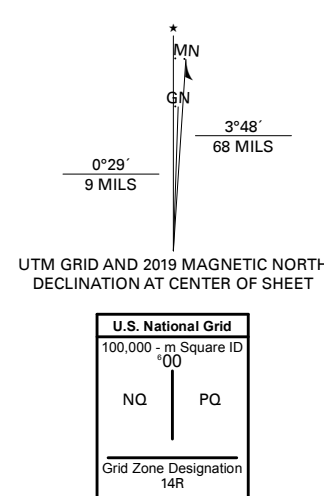 MN
GN
3°48´
68 MILS
0°29´
9 MILS
UTM GRID AND 2019 MAGNETIC NORTH
DECLINATION AT CENTER OF SHEET
U.S. National Grid
100,000 - m Square ID
⁶00
NQ PQ
Grid Zone Designation
14R